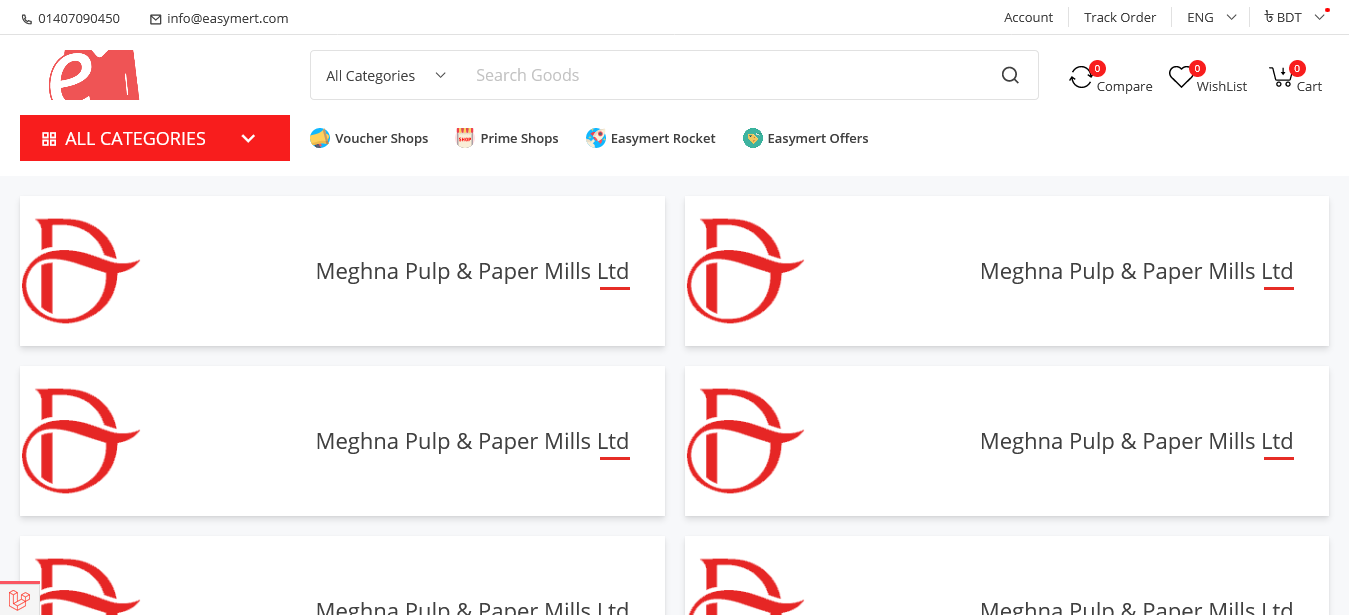 01407090450 info@easymert.com Account Track Order ENG ৳ BDT
em
All Categories Search Goods 0 Compare 0 WishList 0 Cart
ALL CATEGORIES Voucher Shops SHOP Prime Shops Easymert Rocket Easymert Offers
Meghna Pulp & Paper Mills Ltd Meghna Pulp & Paper Mills Ltd
Meghna Pulp & Paper Mills Ltd Meghna Pulp & Paper Mills Ltd
Meghna Pulp & Paper Mills Ltd Meghna Pulp & Paper Mills Ltd